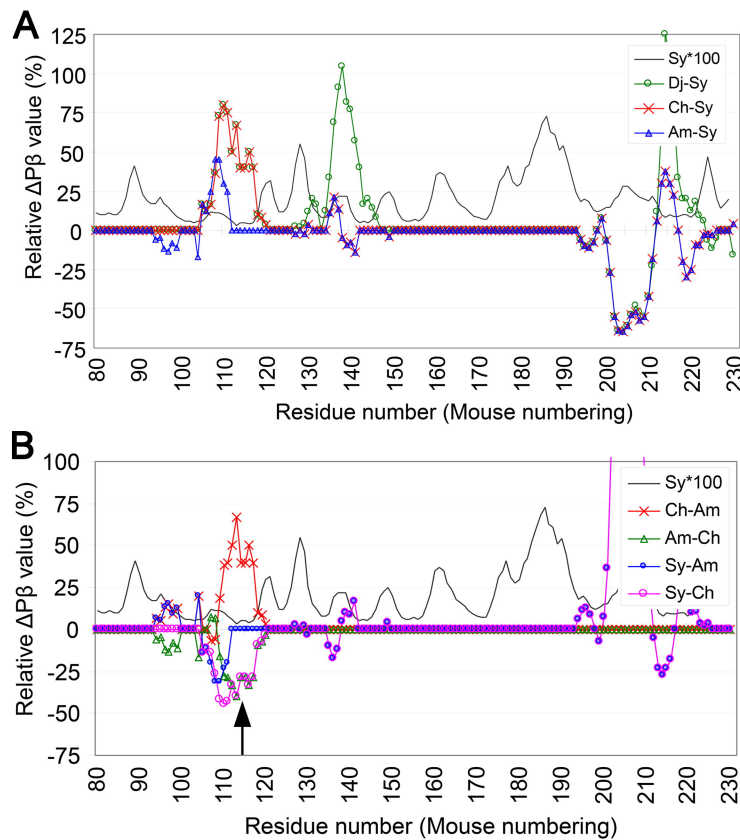 A
Relative ΔPβ value (%)
125
100
75
50
25
0
-25
-50
-75
Sy*100
Dj-Sy
Ch-Sy
Am-Sy
80 90 100 110 120 130 140 150 160 170 180 190 200 210 220 230
Residue number (Mouse numbering)
B
Relative ΔPβ value (%)
100
75
50
25
0
-25
-50
-75
Sy*100
Ch-Am
Am-Ch
Sy-Am
Sy-Ch
80 90 100 110 120 130 140 150 160 170 180 190 200 210 220 230
Residue number (Mouse numbering)